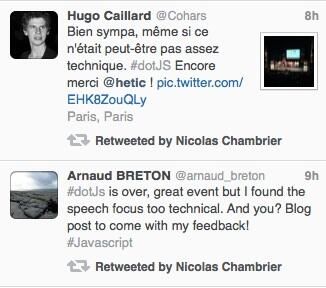 Hugo Caillard @Cohars 8h
Bien sympa, même si ce
n'était peut-être pas assez
technique. #dotJS Encore
merci @hetic ! pic.twitter.com/
EHK8ZouQLy
Paris, Paris
Retweeted by Nicolas Chambrier
Arnaud BRETON @arnaud_breton 9h
#dotJs is over, great event but I found the
speech focus too technical. And you? Blog
post to come with my feedback!
#Javascript
Retweeted by Nicolas Chambrier